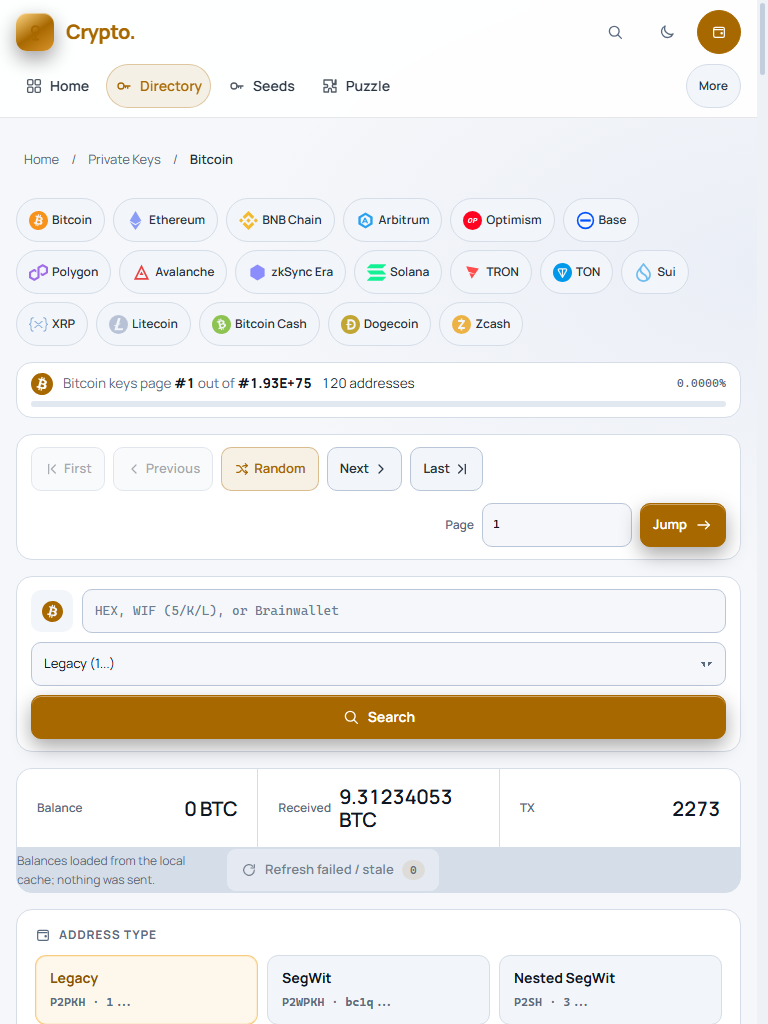 Crypto.
Home Directory Seeds Puzzle More
Home / Private Keys / Bitcoin
Bitcoin Ethereum BNB Chain Arbitrum OP Optimism Base
Polygon Avalanche zkSync Era Solana TRON TON Sui
XRP Litecoin Bitcoin Cash Dogecoin Zcash
Bitcoin keys page #1 out of #1.93E+75 120 addresses 0.0000%
First Previous Random Next Last
Page 1 Jump
HEX, WIF (5/K/L), or Brainwallet
Legacy (1...)
Search
Balance 0 BTC Received 9.31234053 BTC TX 2273
Balances loaded from the local
cache; nothing was sent.
Refresh failed / stale 0
ADDRESS TYPE
Legacy SegWit Nested SegWit
P2PKH · 1... P2WPKH · bc1q... P2SH · 3...